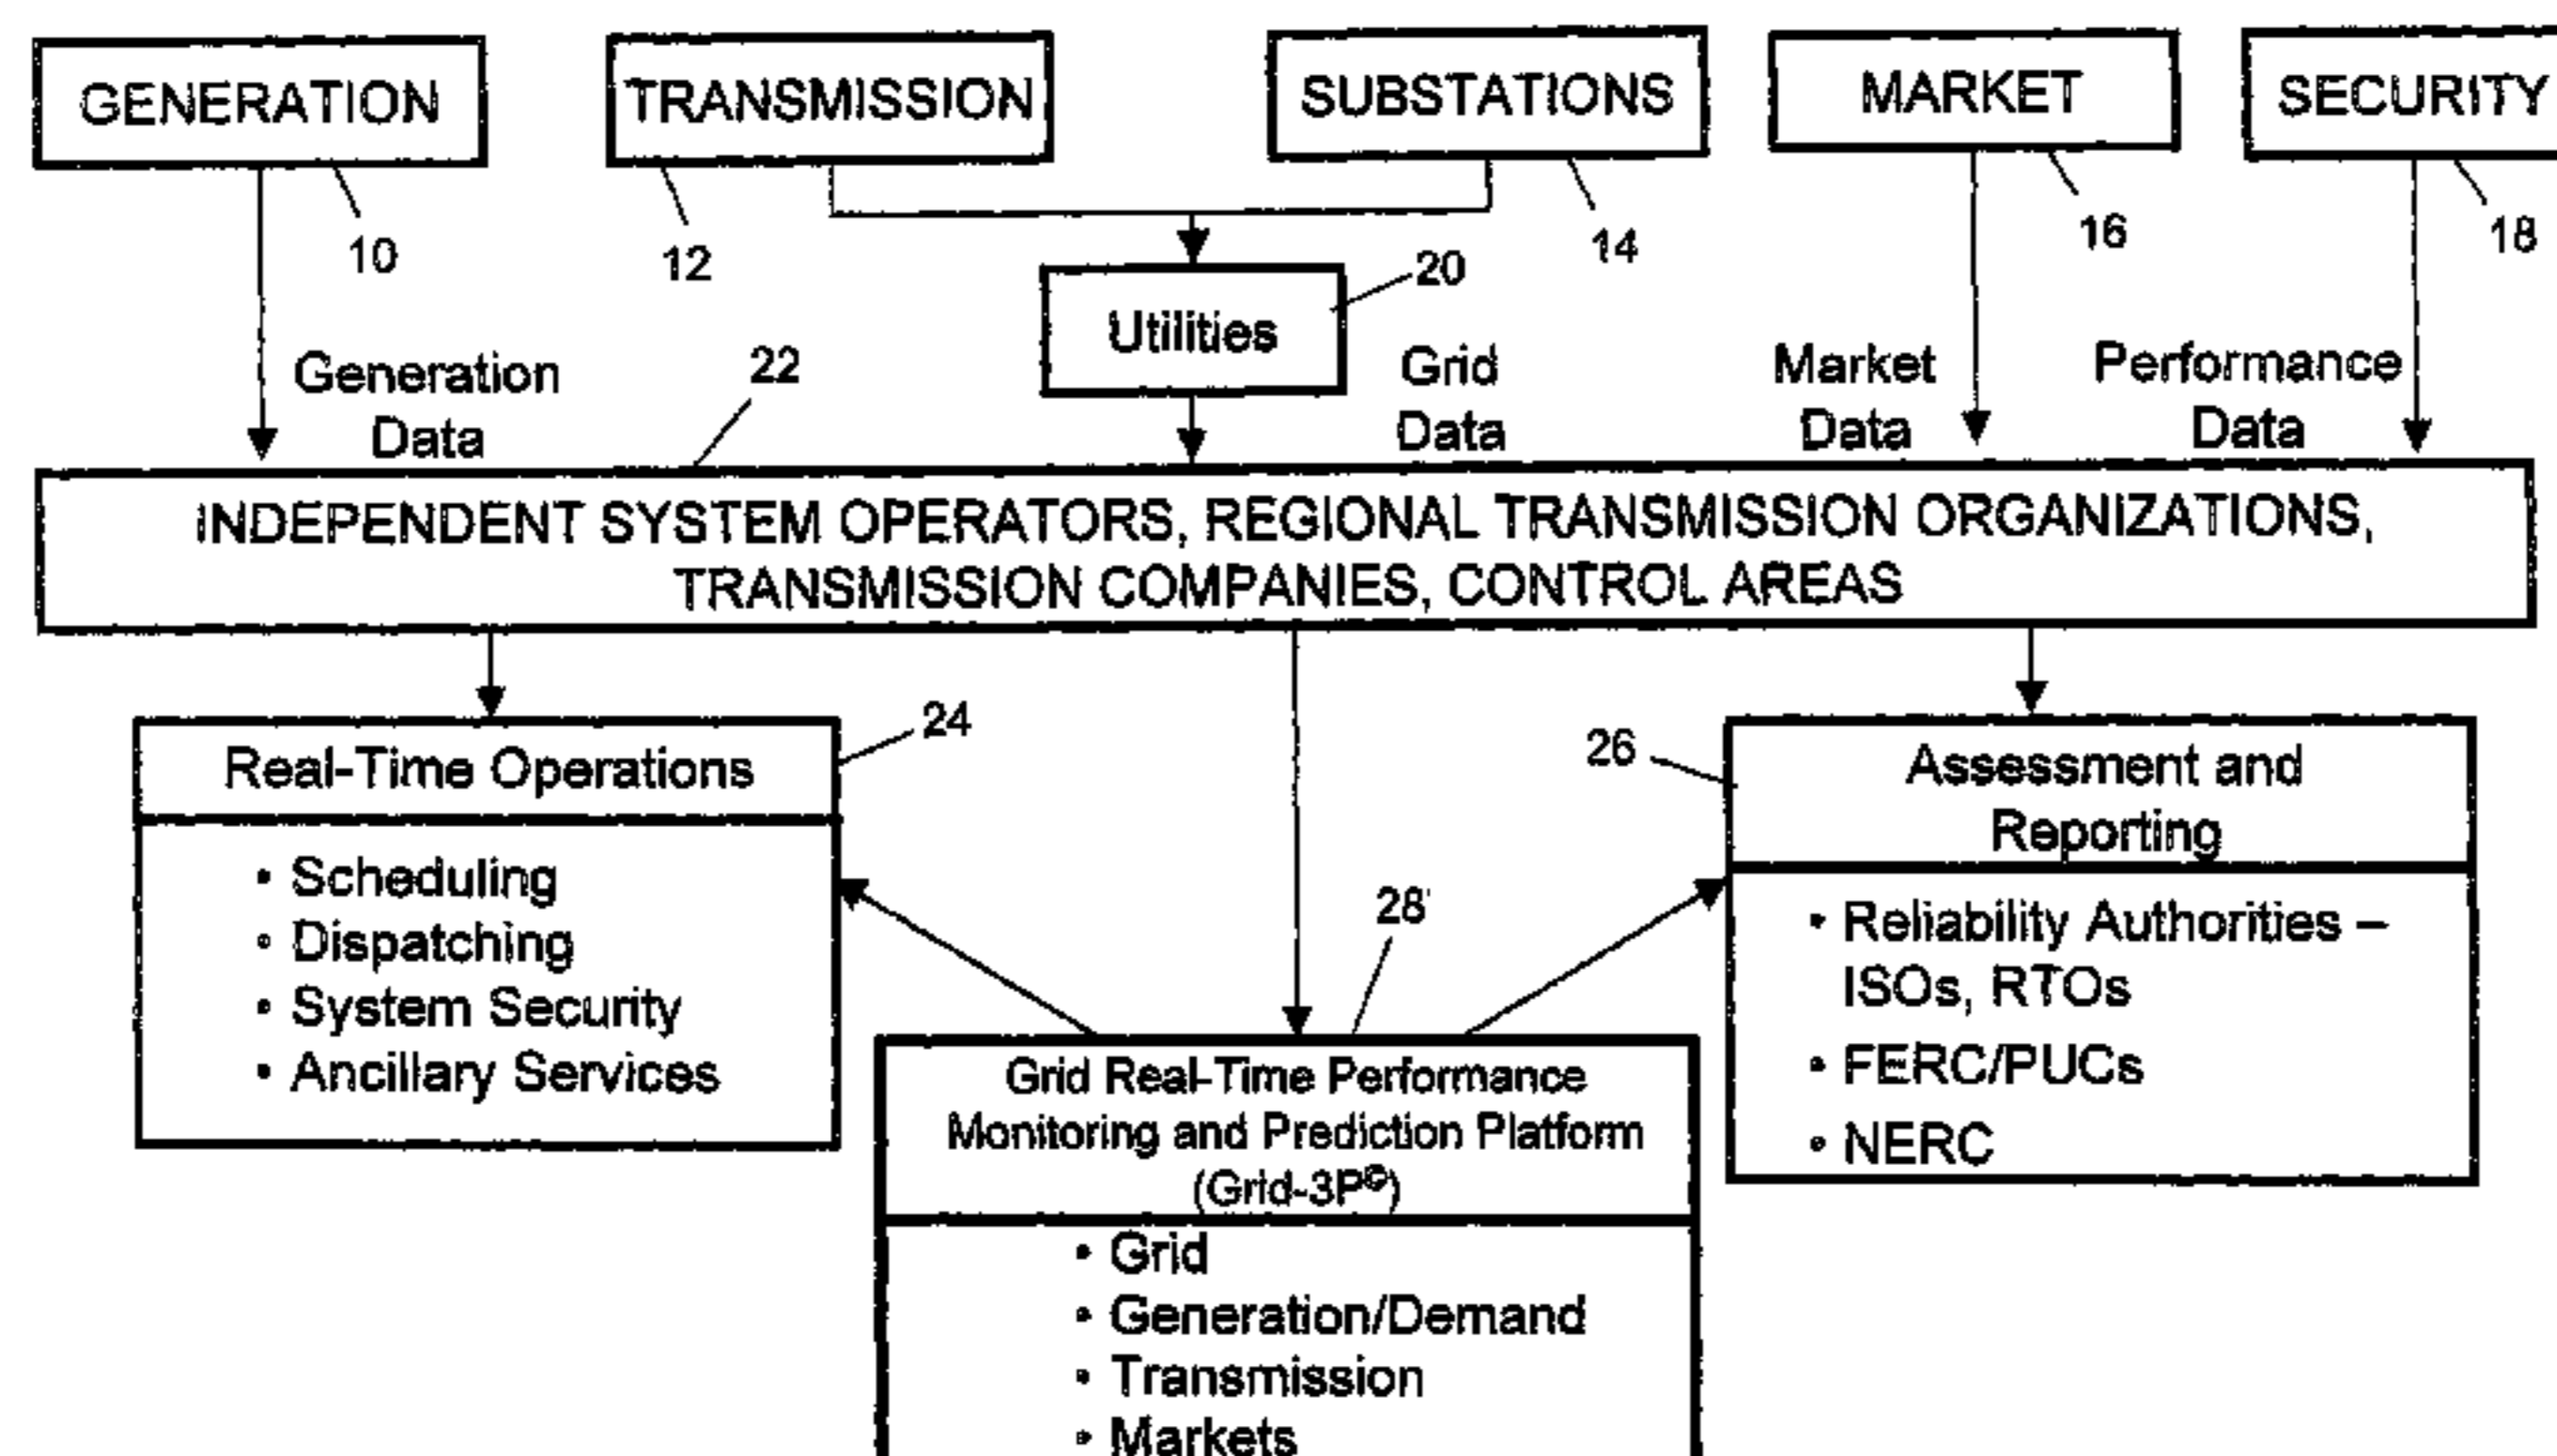 GENERATION
TRANSMISSION
SUBSTATIONS
MARKET
SECURITY
10
12
14
16
18
20
Utilities
22
Generation
Data
Grid
Data
Market
Data
Performance
Data
INDEPENDENT SYSTEM OPERATORS, REGIONAL TRANSMISSION ORGANIZATIONS,
TRANSMISSION COMPANIES, CONTROL AREAS
24
Real-Time Operations
• Scheduling
• Dispatching
• System Security
• Ancillary Services
26
Assessment and
Reporting
• Reliability Authorities –
ISOs, RTOs
• FERC/PUCs
• NERC
28
Grid Real-Time Performance
Monitoring and Prediction Platform
(Grid-3P©)
• Grid
• Generation/Demand
• Transmission
• Markets